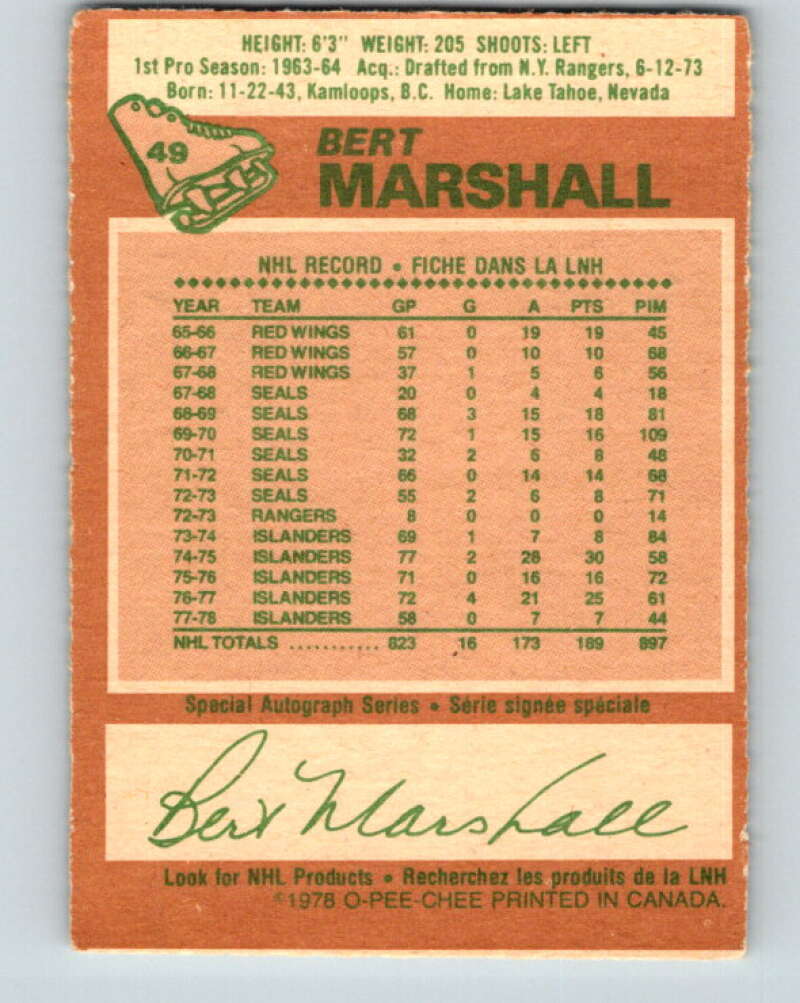 HEIGHT: 6'3" WEIGHT: 205 SHOOTS: LEFT
1st Pro Season: 1963-64 Acq.: Drafted from N.Y. Rangers, 6-12-73
Born: 11-22-43, Kamloops, B.C. Home: Lake Tahoe, Nevada
49
BERT
MARSHALL
NHL RECORD • FICHE DANS LA LNH
YEAR TEAM GP G A PTS PIM
65-66 RED WINGS 61 0 19 19 45
66-67 RED WINGS 57 0 10 10 68
67-68 RED WINGS 37 1 5 6 56
67-68 SEALS 20 0 4 4 18
68-69 SEALS 68 3 15 18 81
69-70 SEALS 72 1 15 16 109
70-71 SEALS 32 2 6 8 48
71-72 SEALS 66 0 14 14 68
72-73 SEALS 55 2 6 8 71
72-73 RANGERS 8 0 0 0 14
73-74 ISLANDERS 69 1 7 8 84
74-75 ISLANDERS 77 2 28 30 58
75-76 ISLANDERS 71 0 16 16 72
76-77 ISLANDERS 72 4 21 25 61
77-78 ISLANDERS 58 0 7 7 44
NHL TOTALS ........... 823 16 173 189 897
Special Autograph Series • Série signée spéciale
Bert Marshall
Look for NHL Products • Recherchez les produits de la LNH
©1978 O-PEE-CHEE PRINTED IN CANADA.